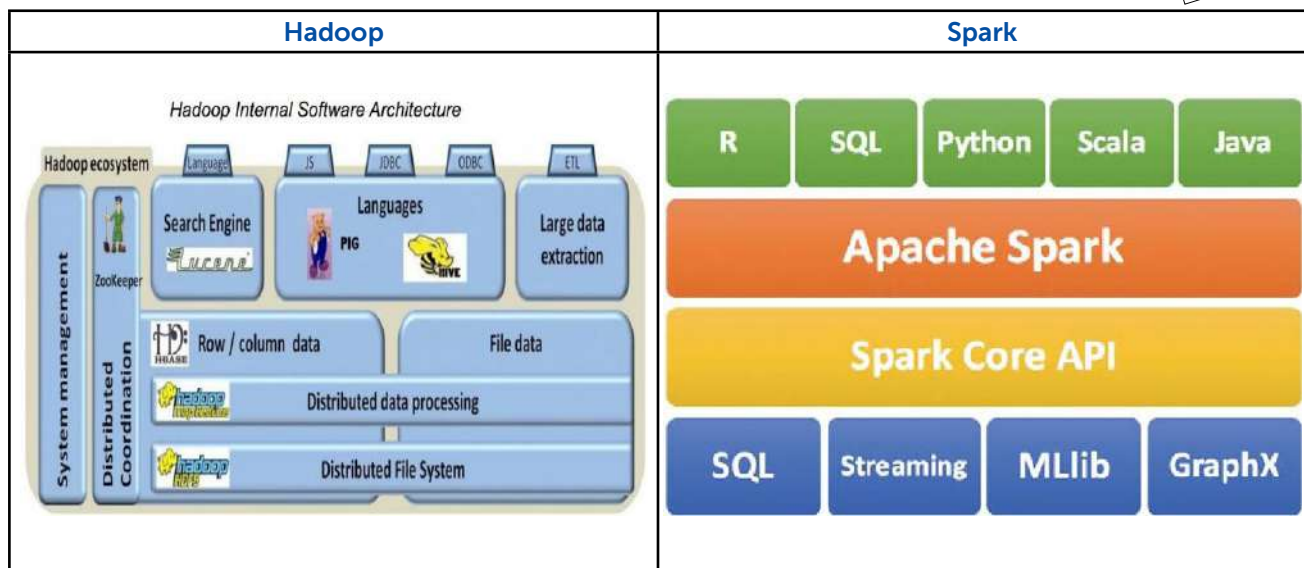 Hadoop
Spark
Hadoop Internal Software Architecture
Hadoop ecosystem
Language
JS
JDBC
ODBC
ETL
Search Engine
Lucene
Languages
PIG
HIVE
Large data
extraction
ZooKeeper
System management
Distributed
Coordination
HBASE
Row / column data
File data
hadoop
MapReduce
Distributed data processing
hadoop
HDFS
Distributed File System
R
SQL
Python
Scala
Java
Apache Spark
Spark Core API
SQL
Streaming
MLlib
GraphX